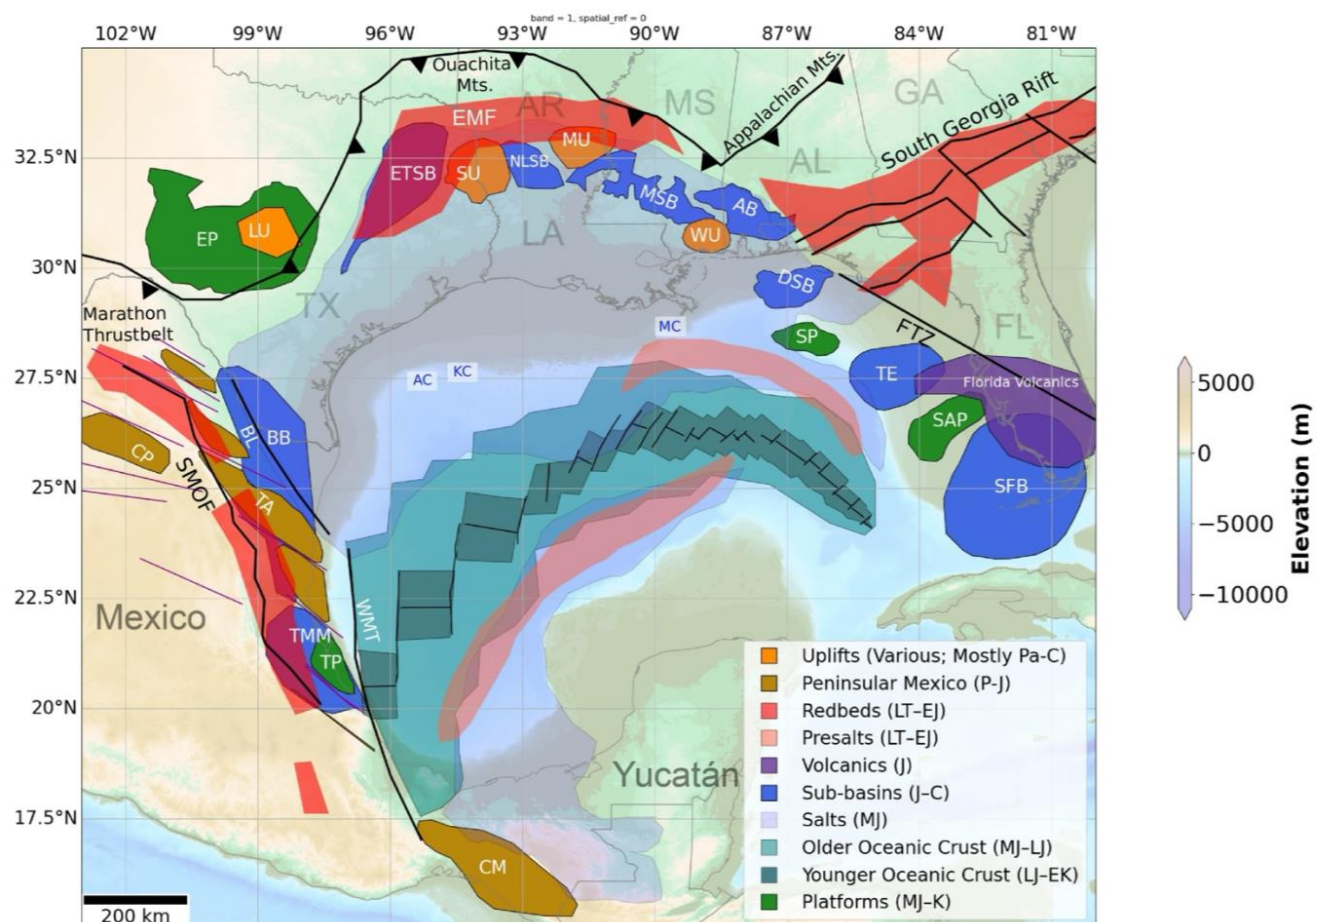 band = 1, spatial_ref = 0
102°W 99°W 96°W 93°W 90°W 87°W 84°W 81°W
Ouachita
Mts.
Appalachian Mts.
AR
MS
GA
South Georgia Rift
EMF
MU
32.5°N
ETSB
SU
NLSB
MSB
AB
AL
EP
LU
LA
WU
30°N
TX
DSB
FL
Marathon
Thrustbelt
MC
SP
FTZ
27.5°N
AC
KC
TE
Florida Volcanics
CP
BL
BB
SAP
25°N
SMOF
TA
SFB
22.5°N
Mexico
WMT
TMM
TP
20°N
Yucatán
17.5°N
CM
200 km
Uplifts (Various; Mostly Pa-C)
Peninsular Mexico (P-J)
Redbeds (LT–EJ)
Presalts (LT–EJ)
Volcanics (J)
Sub-basins (J–C)
Salts (MJ)
Older Oceanic Crust (MJ–LJ)
Younger Oceanic Crust (LJ–EK)
Platforms (MJ–K)
5000
0
−5000
−10000
Elevation (m)